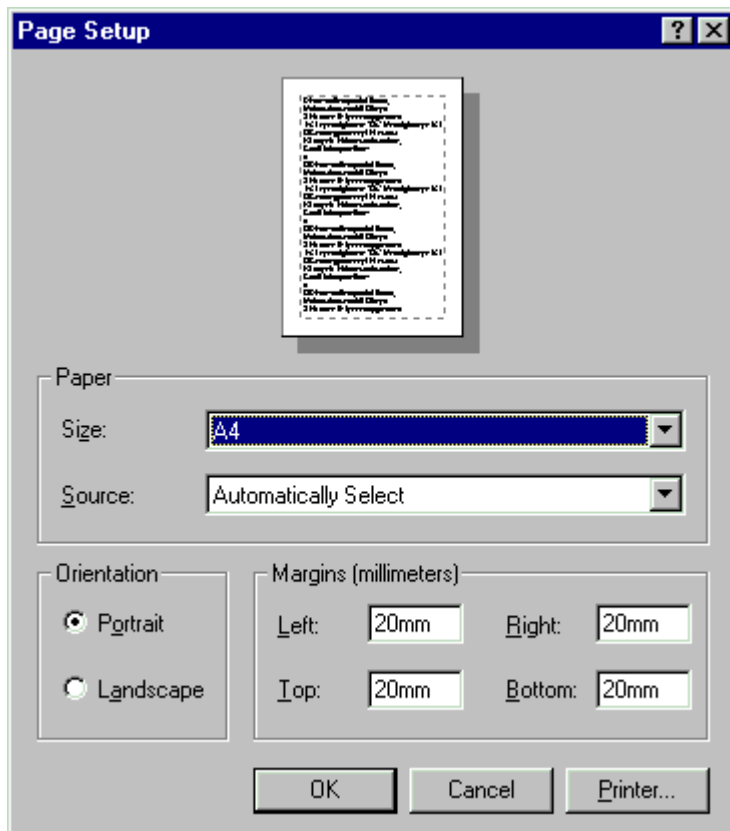 Page Setup
Paper
Size: A4
Source: Automatically Select
Orientation
Portrait
Landscape
Margins (millimeters)
Left: 20mm Right: 20mm
Top: 20mm Bottom: 20mm
OK Cancel Printer...